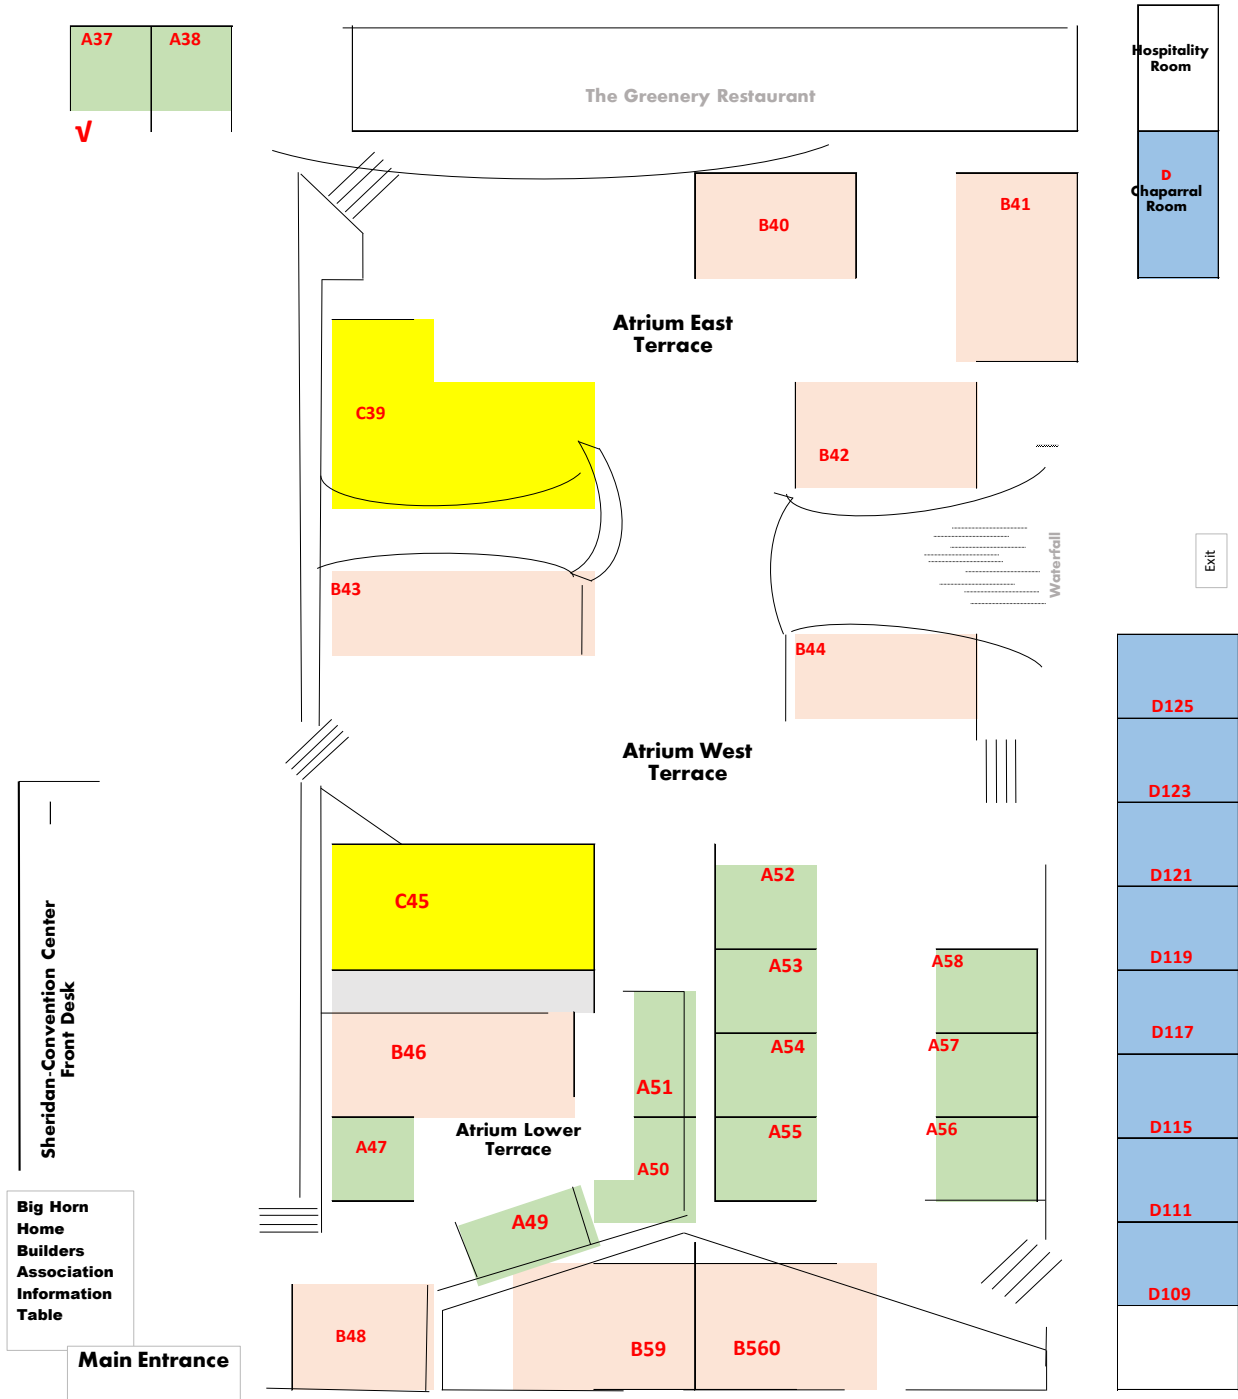 A37
A38
√
The Greenery Restaurant
Hospitality
Room
D
Chaparral
Room
B40
B41
Atrium East
Terrace
C39
B42
B43
Waterfall
Exit
B44
D125
Atrium West
Terrace
D123
A52
D121
C45
A53
A58
D119
Sheridan-Convention Center
Front Desk
B46
A54
A57
D117
A51
Atrium Lower
Terrace
A47
A55
A56
D115
A50
Big Horn
Home
Builders
Association
Information
Table
A49
D111
D109
B48
B59
B560
Main Entrance